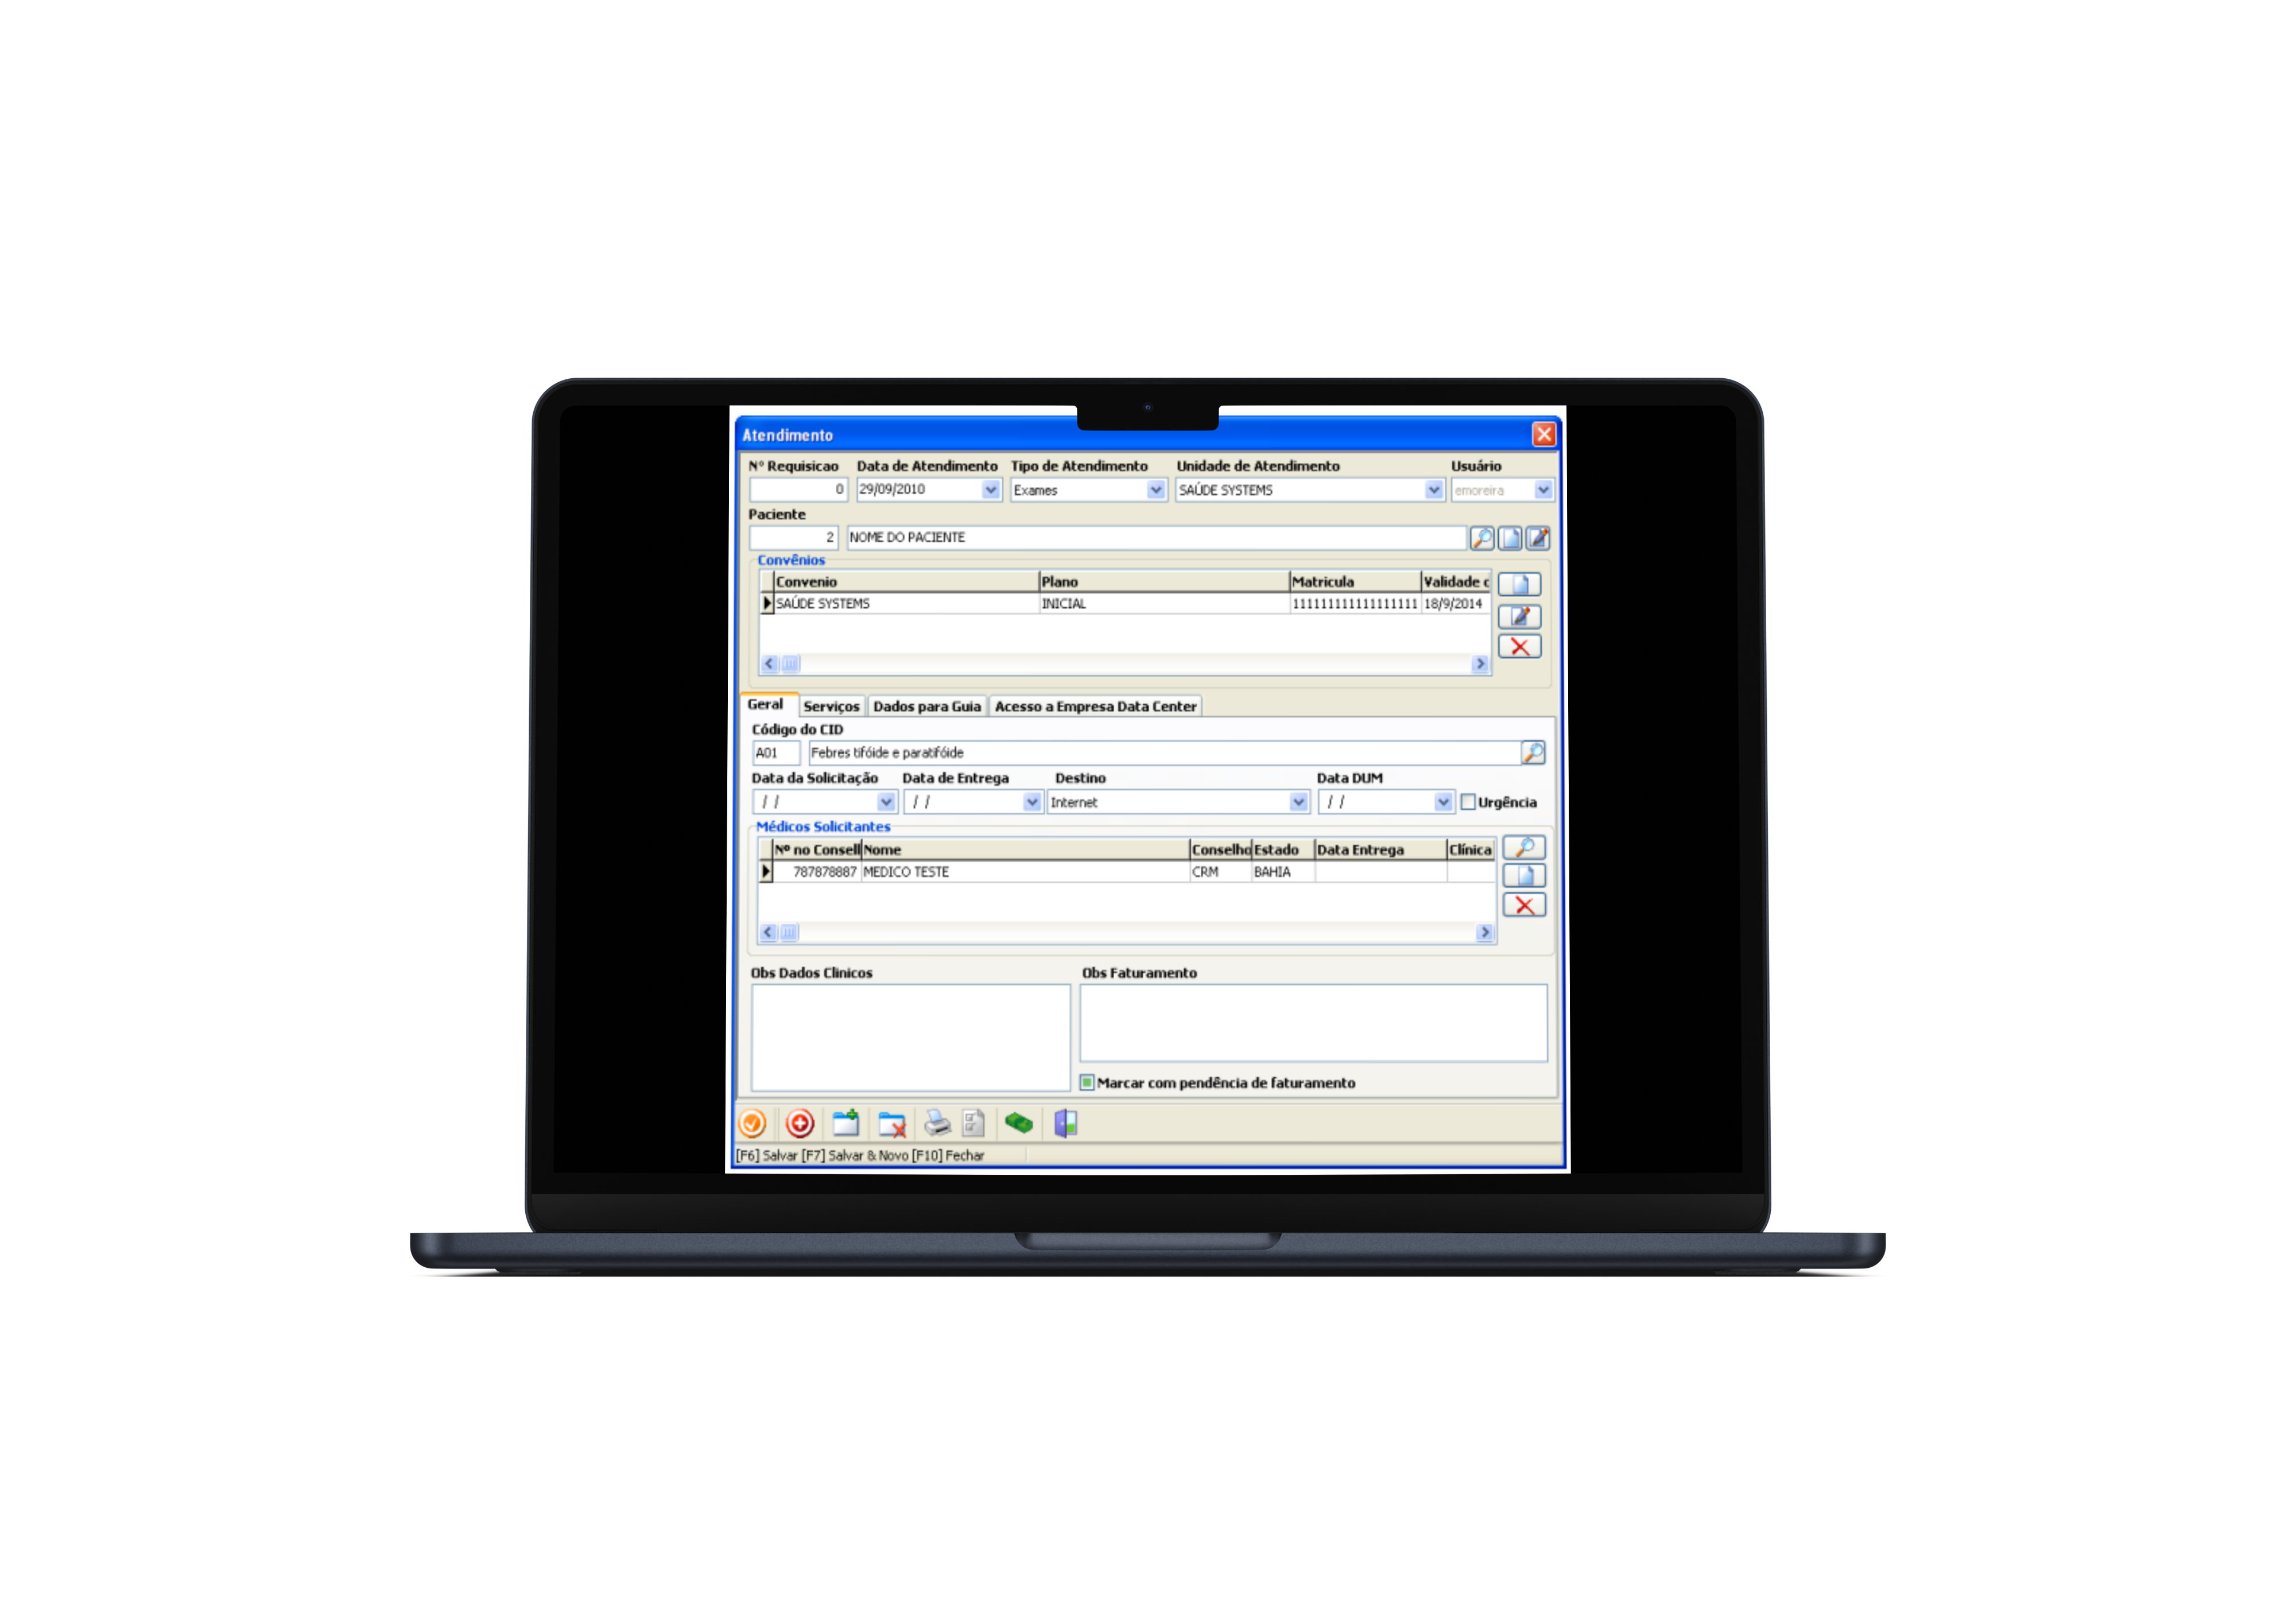 Atendimento
Nº Requisicao Data de Atendimento Tipo de Atendimento Unidade de Atendimento Usuário
0 29/09/2010 Exames SAÚDE SYSTEMS emoreira
Paciente
2 NOME DO PACIENTE
Convênios
Convenio Plano Matricula Validade c
SAÚDE SYSTEMS INICIAL 111111111111111111 18/9/2014
Geral Serviços Dados para Guia Acesso a Empresa Data Center
Código do CID
A01 Febres tifóide e paratifóide
Data da Solicitação Data de Entrega Destino Data DUM
/ / / / Internet / / Urgência
Médicos Solicitantes
Nº no Consell Nome Conselho Estado Data Entrega Clínica
787878887 MEDICO TESTE CRM BAHIA
Obs Dados Clinicos Obs Faturamento
Marcar com pendência de faturamento
[F6] Salvar [F7] Salvar & Novo [F10] Fechar